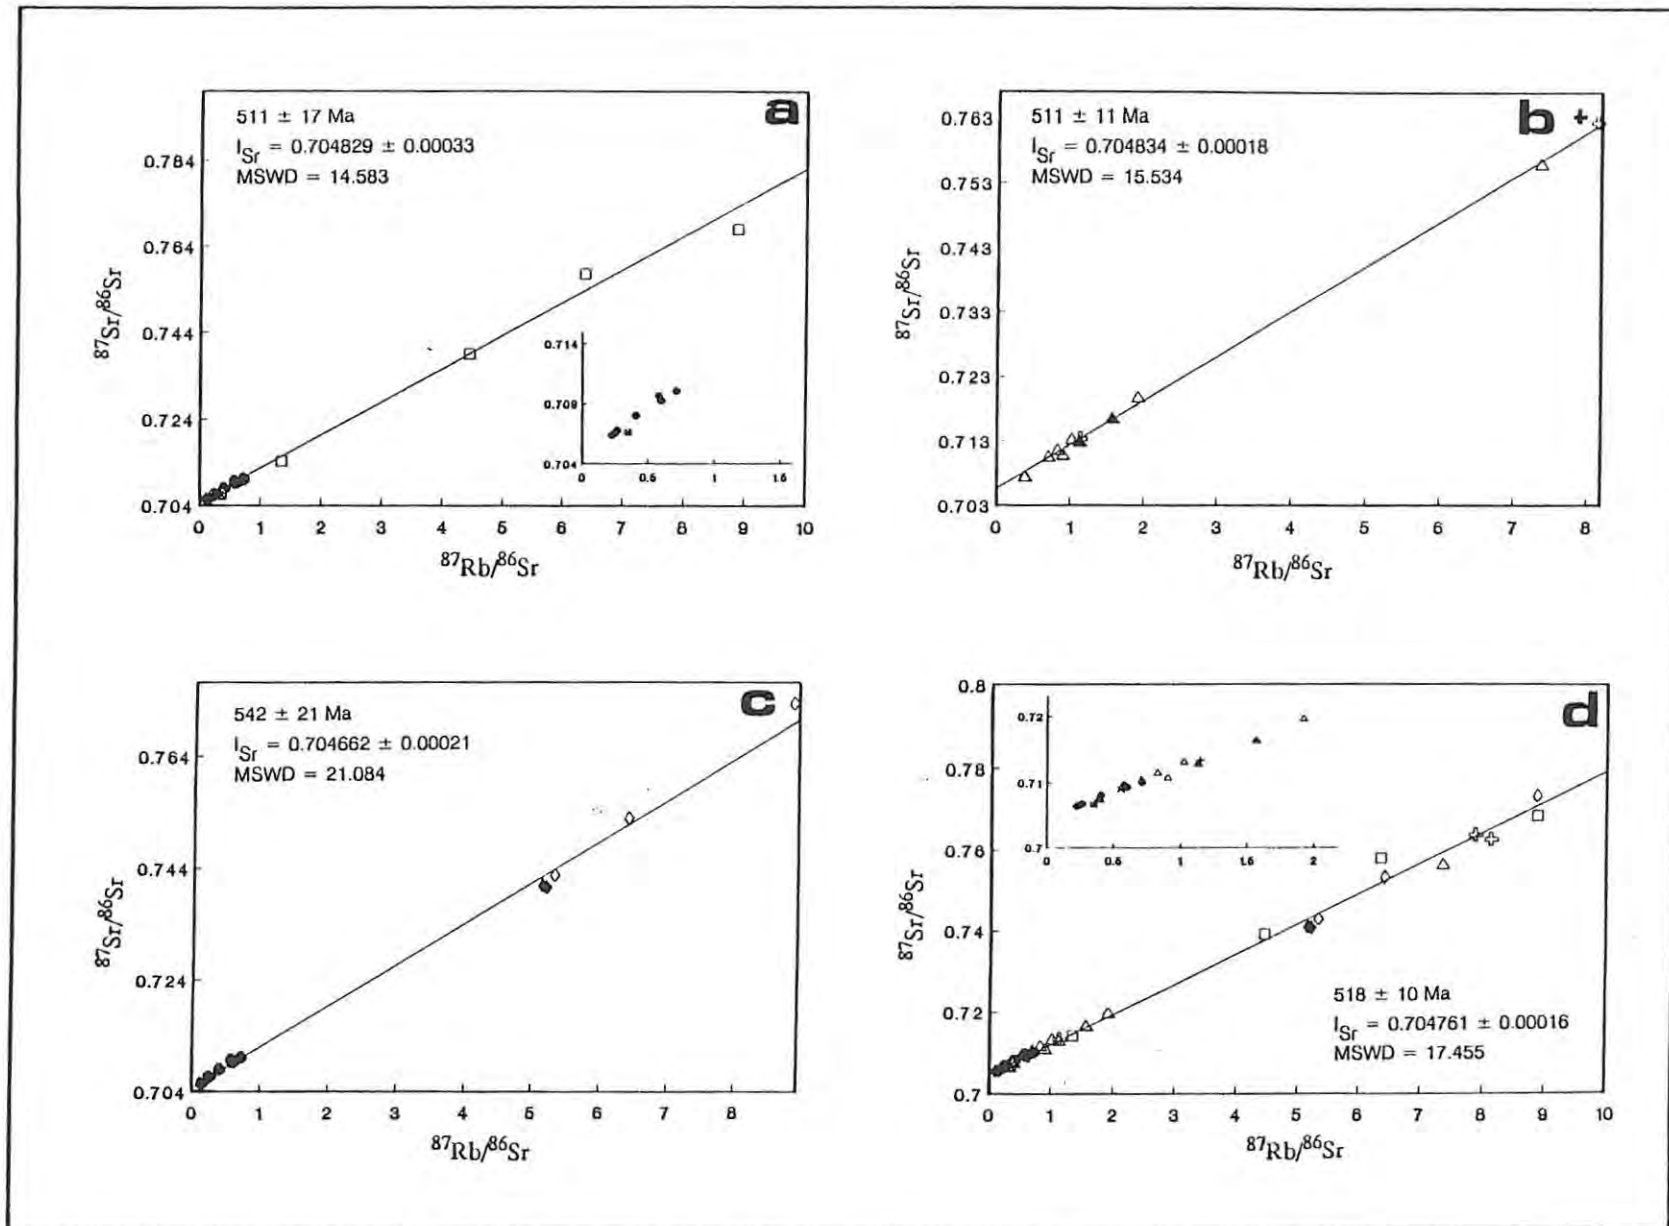 a
511 ± 17 Ma
I_Sr = 0.704829 ± 0.00033
MSWD = 14.583
0.784
0.764
0.744
0.724
0.704
⁸⁷Sr/⁸⁶Sr
0 1 2 3 4 5 6 7 8 9 10
⁸⁷Rb/⁸⁶Sr
0.714
0.709
0.704
0 0.5 1 1.5
b
511 ± 11 Ma
I_Sr = 0.704834 ± 0.00018
MSWD = 15.534
0.763
0.753
0.743
0.733
0.723
0.713
0.703
⁸⁷Sr/⁸⁶Sr
0 1 2 3 4 5 6 7 8
⁸⁷Rb/⁸⁶Sr
c
542 ± 21 Ma
I_Sr = 0.704662 ± 0.00021
MSWD = 21.084
0.764
0.744
0.724
0.704
⁸⁷Sr/⁸⁶Sr
0 1 2 3 4 5 6 7 8
⁸⁷Rb/⁸⁶Sr
d
0.8
0.78
0.76
0.74
0.72
0.7
⁸⁷Sr/⁸⁶Sr
0.72
0.71
0.7
0 0.5 1 1.5 2
518 ± 10 Ma
I_Sr = 0.704761 ± 0.00016
MSWD = 17.455
0 1 2 3 4 5 6 7 8 9 10
⁸⁷Rb/⁸⁶Sr